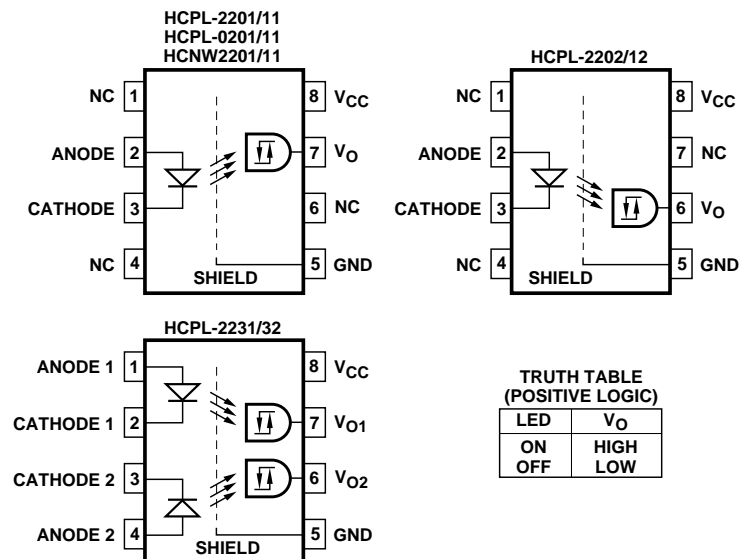 HCPL-2201/11
HCPL-0201/11
HCNW2201/11
NC 1
8 VCC
ANODE 2
7 VO
CATHODE 3
6 NC
NC 4
5 GND
SHIELD
HCPL-2202/12
NC 1
8 VCC
ANODE 2
7 NC
CATHODE 3
6 VO
NC 4
5 GND
SHIELD
HCPL-2231/32
ANODE 1 1
8 VCC
CATHODE 1 2
7 VO1
CATHODE 2 3
6 VO2
ANODE 2 4
5 GND
SHIELD
TRUTH TABLE
(POSITIVE LOGIC)
LED VO
ON HIGH
OFF LOW